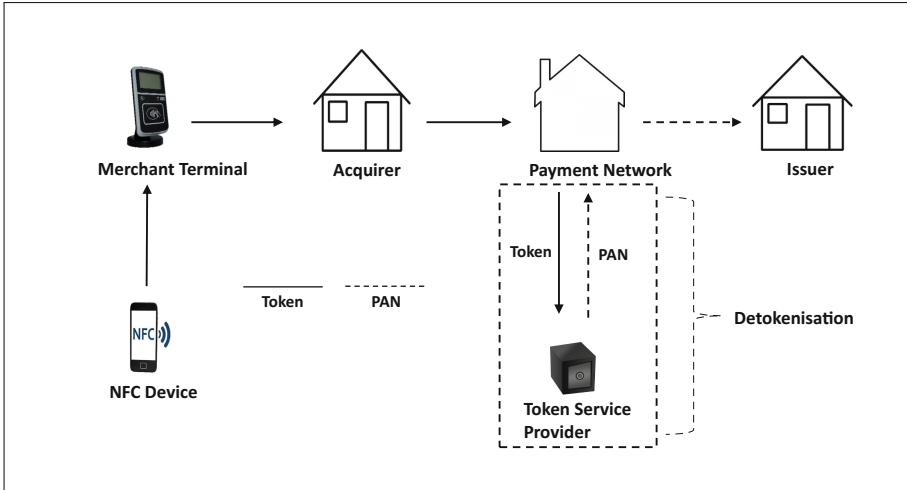 Merchant Terminal
Acquirer
Payment Network
Issuer
Token
PAN
Token
PAN
Detokenisation
NFC
NFC Device
Token Service
Provider